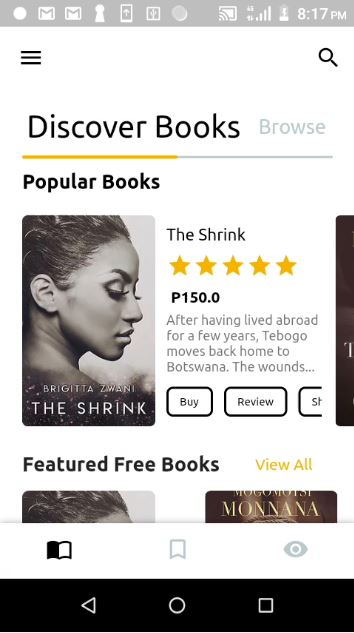 8:17 PM
Discover Books
Browse
Popular Books
The Shrink
P150.0
After having lived abroad
for a few years, Tebogo
moves back home to
Botswana. The wounds...
BRIGITTA ZWANI
THE SHRINK
Buy
Review
Featured Free Books
View All
MOGOMOTSI
MONNANA